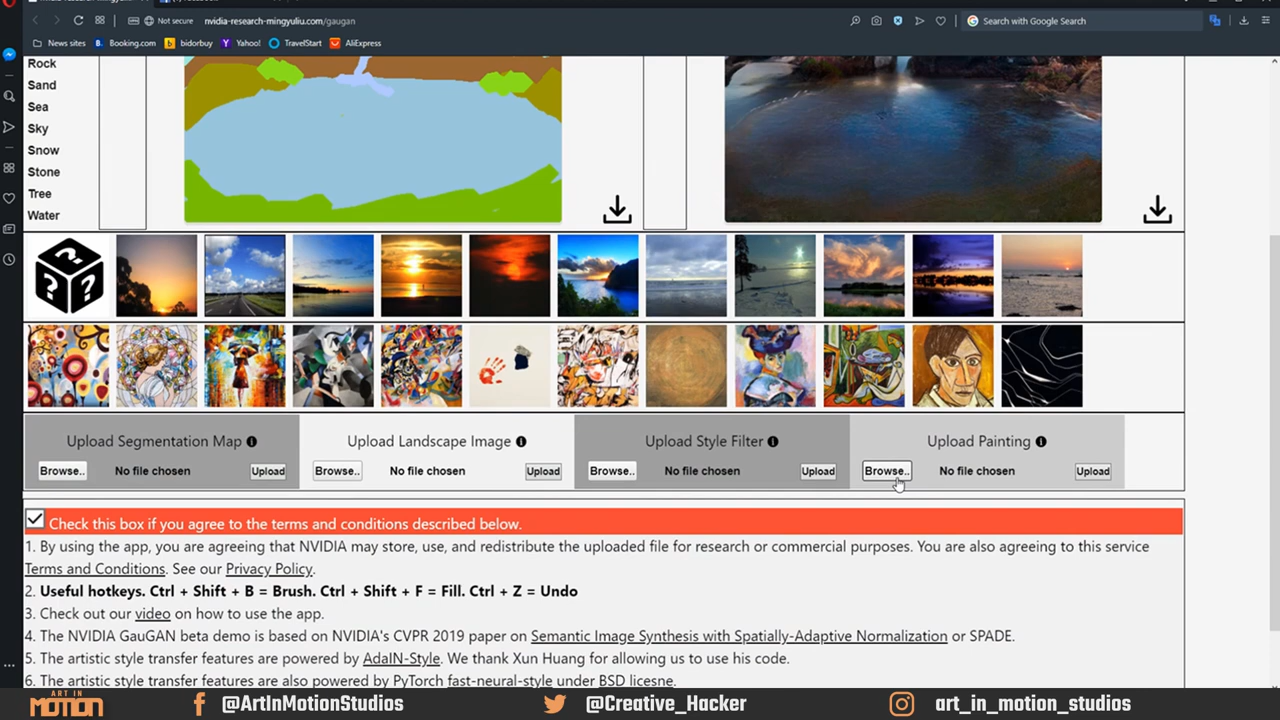 Not secure nvidia-research-mingyuliu.com/gaugan
Search with Google Search
News sites B. Booking.com b bidorbuy Y Yahoo! TravelStart AliExpress
Rock
Sand
Sea
Sky
Snow
Stone
Tree
Water
Upload Segmentation Map
Browse.. No file chosen Upload
Upload Landscape Image
Browse.. No file chosen Upload
Upload Style Filter
Browse.. No file chosen Upload
Upload Painting
Browse.. No file chosen Upload
Check this box if you agree to the terms and conditions described below.
1. By using the app, you are agreeing that NVIDIA may store, use, and redistribute the uploaded file for research or commercial purposes. You are also agreeing to this service
Terms and Conditions. See our Privacy Policy.
2. Useful hotkeys. Ctrl + Shift + B = Brush. Ctrl + Shift + F = Fill. Ctrl + Z = Undo
3. Check out our video on how to use the app.
4. The NVIDIA GauGAN beta demo is based on NVIDIA's CVPR 2019 paper on Semantic Image Synthesis with Spatially-Adaptive Normalization or SPADE.
5. The artistic style transfer features are powered by AdaIN-Style. We thank Xun Huang for allowing us to use his code.
6. The artistic style transfer features are also powered by PyTorch fast-neural-style under BSD licesne.
ART IN
MOTION
@ArtInMotionStudios
@Creative_Hacker
art_in_motion_studios